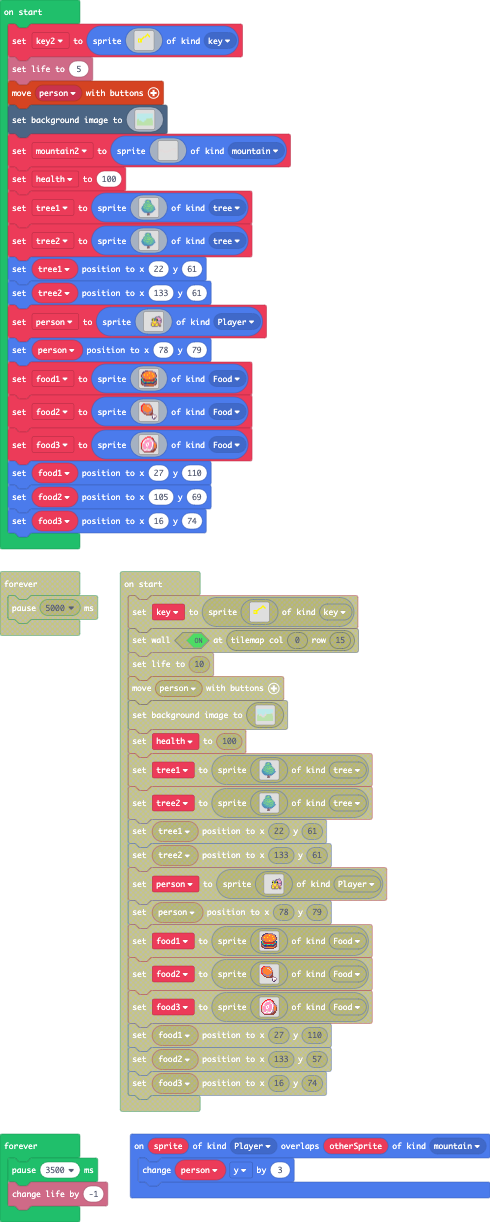 on start
set key2 to sprite of kind key
set life to 5
move person with buttons
set background image to
set mountain2 to sprite of kind mountain
set health to 100
set tree1 to sprite of kind tree
set tree2 to sprite of kind tree
set tree1 position to x 22 y 61
set tree2 position to x 133 y 61
set person to sprite of kind Player
set person position to x 78 y 79
set food1 to sprite of kind Food
set food2 to sprite of kind Food
set food3 to sprite of kind Food
set food1 position to x 27 y 110
set food2 position to x 105 y 69
set food3 position to x 16 y 74
forever
pause 5000 ms
on start
set key to sprite of kind key
set wall ON at tilemap col 0 row 15
set life to 10
move person with buttons
set background image to
set health to 100
set tree1 to sprite of kind tree
set tree2 to sprite of kind tree
set tree1 position to x 22 y 61
set tree2 position to x 133 y 61
set person to sprite of kind Player
set person position to x 78 y 79
set food1 to sprite of kind Food
set food2 to sprite of kind Food
set food3 to sprite of kind Food
set food1 position to x 27 y 110
set food2 position to x 133 y 57
set food3 position to x 16 y 74
forever
pause 3500 ms
change life by -1
on sprite of kind Player overlaps otherSprite of kind mountain
change person y by 3